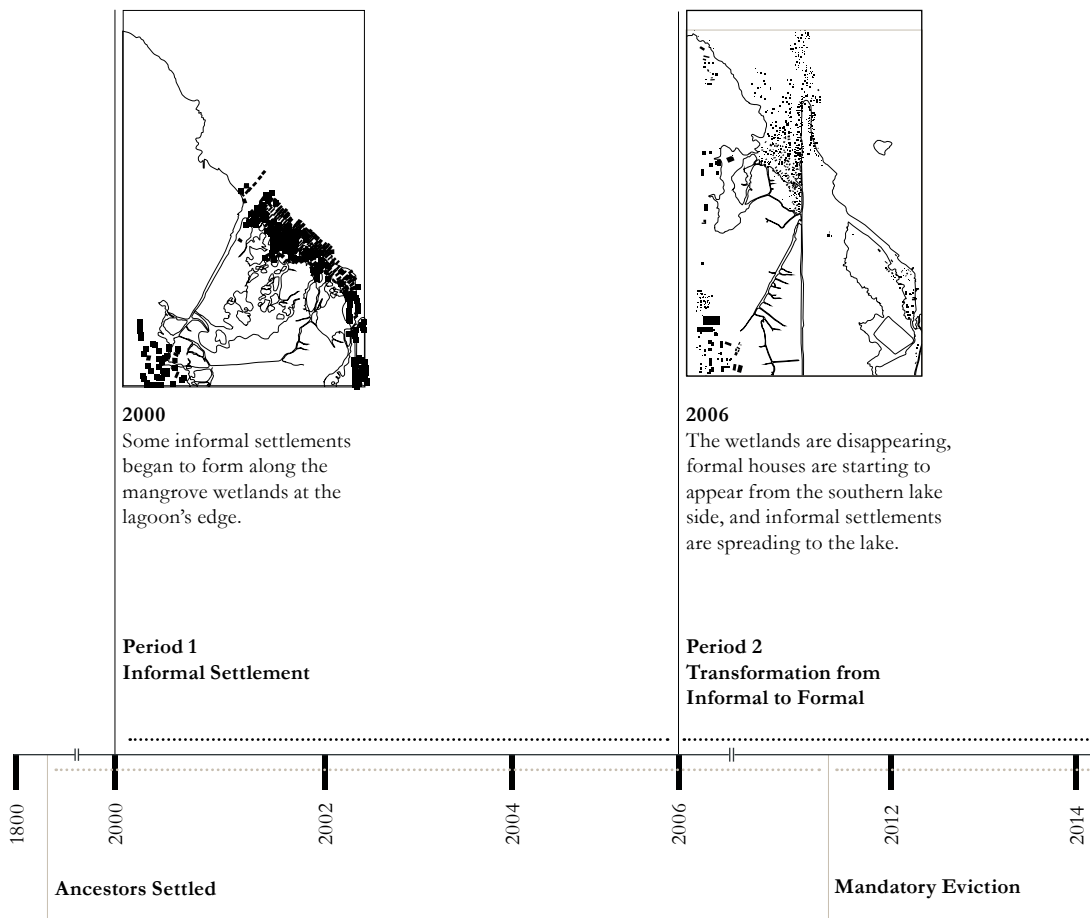 2000
Some informal settlements
began to form along the
mangrove wetlands at the
lagoon's edge.
2006
The wetlands are disappearing,
formal houses are starting to
appear from the southern lake
side, and informal settlements
are spreading to the lake.
Period 1
Informal Settlement
Period 2
Transformation from
Informal to Formal
1800
2000
2002
2004
2006
2012
2014
Ancestors Settled
Mandatory Eviction